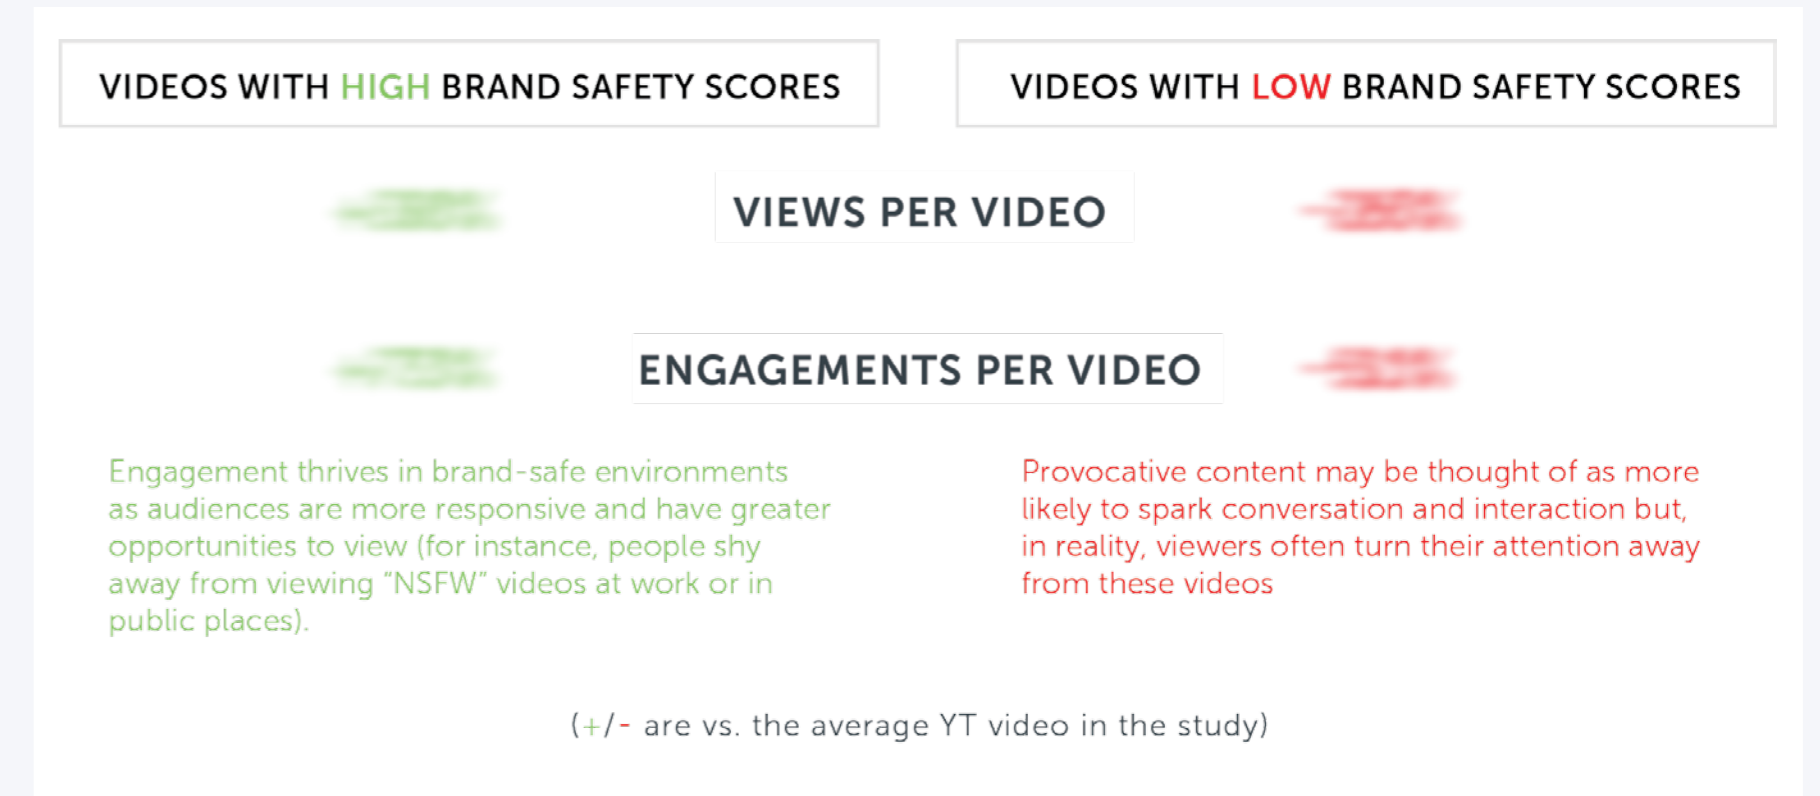 VIDEOS WITH HIGH BRAND SAFETY SCORES
VIDEOS WITH LOW BRAND SAFETY SCORES
VIEWS PER VIDEO
ENGAGEMENTS PER VIDEO
Engagement thrives in brand-safe environments
as audiences are more responsive and have greater
opportunities to view (for instance, people shy
away from viewing “NSFW” videos at work or in
public places).
Provocative content may be thought of as more
likely to spark conversation and interaction but,
in reality, viewers often turn their attention away
from these videos
(+/- are vs. the average YT video in the study)